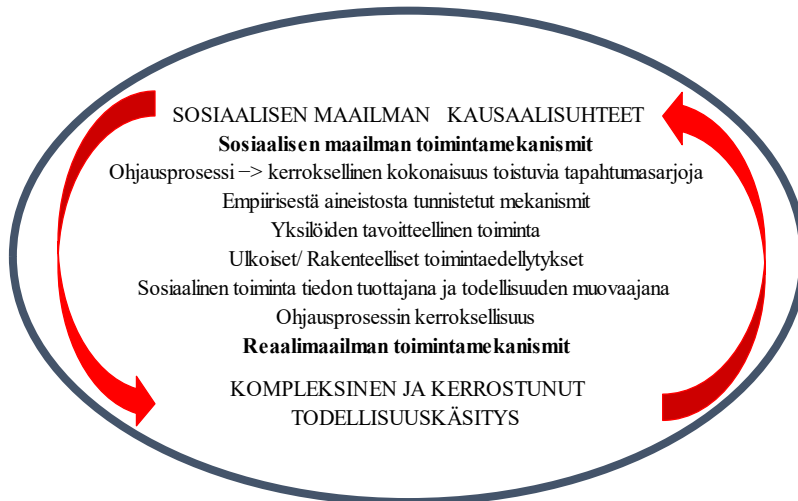 SOSIAALISEN MAAILMAN KAUSAALISUHTEET
Sosiaalisen maailman toimintamekanismit
Ohjausprosessi −> kerroksellinen kokonaisuus toistuvia tapahtumasarjoja
Empiirisestä aineistosta tunnistetut mekanismit
Yksilöiden tavoitteellinen toiminta
Ulkoiset/ Rakenteelliset toimintaedellytykset
Sosiaalinen toiminta tiedon tuottajana ja todellisuuden muovaajana
Ohjausprosessin kerroksellisuus
Reaalimaailman toimintamekanismit
KOMPLEKSINEN JA KERROSTUNUT
TODELLISUUSKÄSITYS